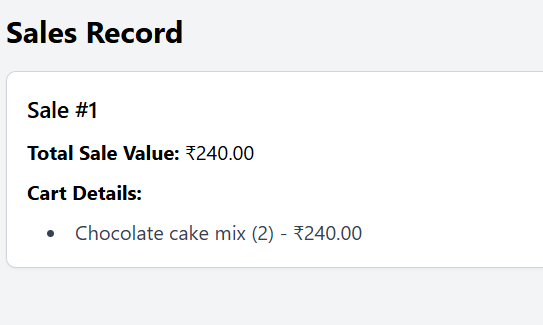 Sales Record
Sale #1
Total Sale Value: ₹240.00
Cart Details:
• Chocolate cake mix (2) - ₹240.00